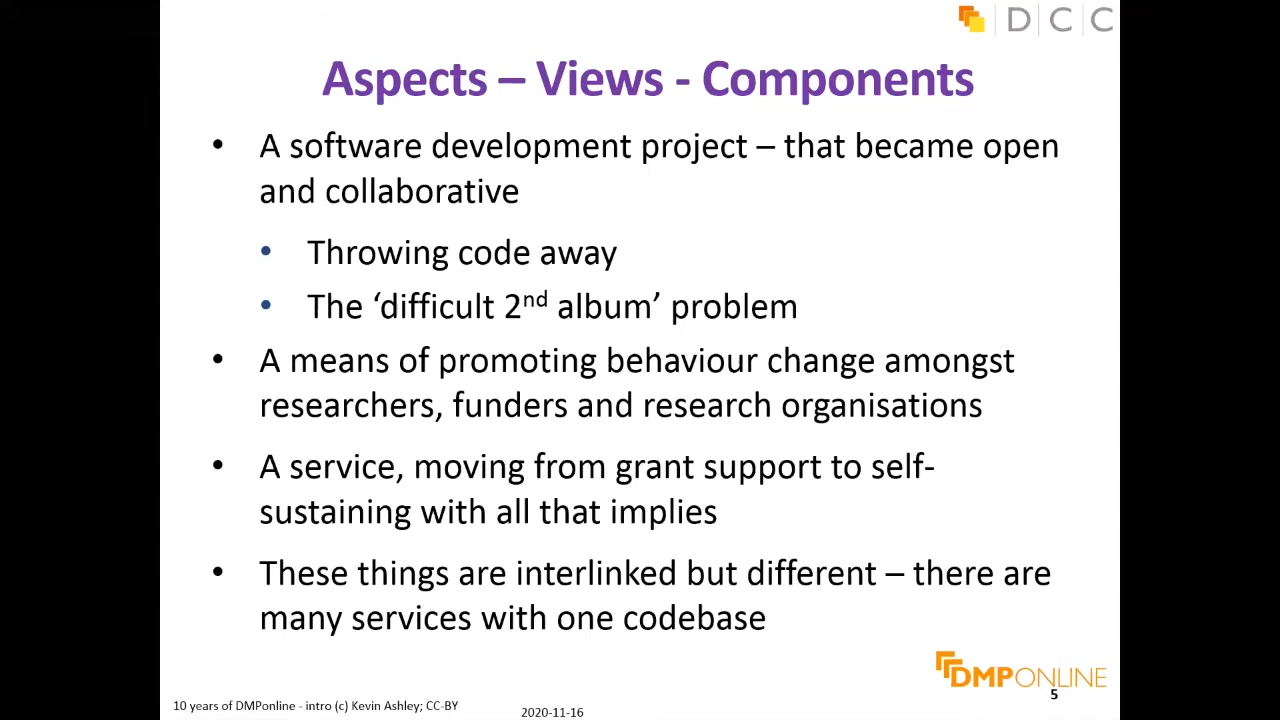 D C C
Aspects – Views - Components
• A software development project – that became open
and collaborative
• Throwing code away
• The ‘difficult 2nd album’ problem
• A means of promoting behaviour change amongst
researchers, funders and research organisations
• A service, moving from grant support to self-
sustaining with all that implies
• These things are interlinked but different – there are
many services with one codebase
DMPONLINE
5
10 years of DMPonline - intro (c) Kevin Ashley; CC-BY
2020-11-16